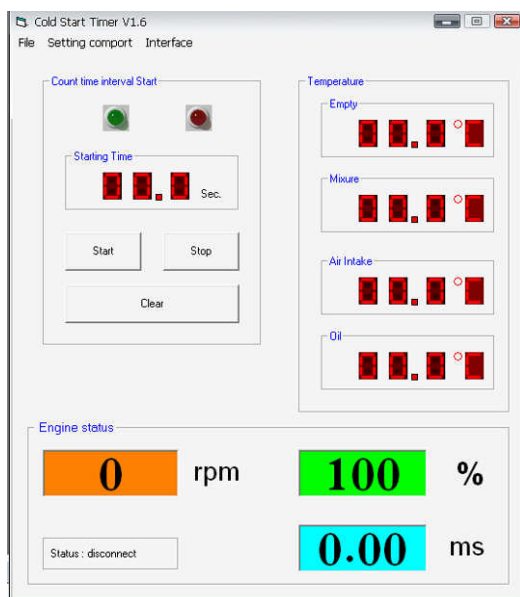 Cold Start Timer V1.6
File Setting comport Interface
Count time interval Start
Starting Time
Sec.
Start Stop
Clear
Temperature
Empty
Mixure
Air Intake
Oil
Engine status
0 rpm 100 %
Status : disconnect 0.00 ms